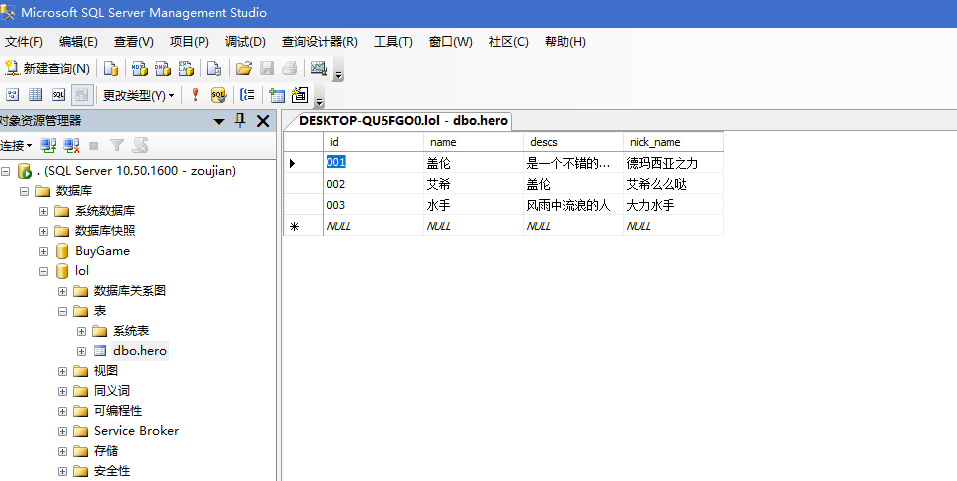 Microsoft SQL Server Management Studio
文件(F) 编辑(E) 查看(V) 项目(P) 调试(D) 查询设计器(R) 工具(T) 窗口(W) 社区(C) 帮助(H)
新建查询(N)
更改类型(Y)
对象资源管理器
DESKTOP-QU5FGO0.lol - dbo.hero
连接
id name descs nick_name
001 盖伦 是一个不错的... 德玛西亚之力
002 艾希 盖伦 艾希么么哒
003 水手 风雨中流浪的人 大力水手
NULL NULL NULL NULL
. (SQL Server 10.50.1600 - zoujian)
数据库
系统数据库
数据库快照
BuyGame
lol
数据库关系图
表
系统表
dbo.hero
视图
同义词
可编程性
Service Broker
存储
安全性